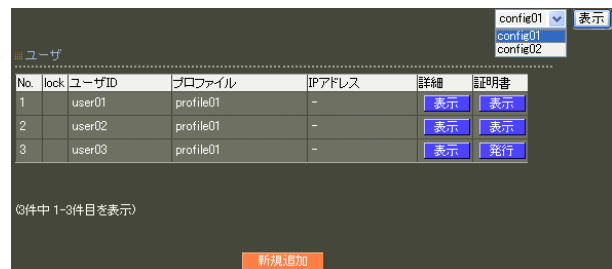 config01 表示
config01
config02
ユーザ
No. lock ユーザID プロファイル IPアドレス 詳細 証明書
1 user01 profile01 - 表示 表示
2 user02 profile01 - 表示 表示
3 user03 profile01 - 表示 発行
(3件中 1-3件目を表示)
新規追加